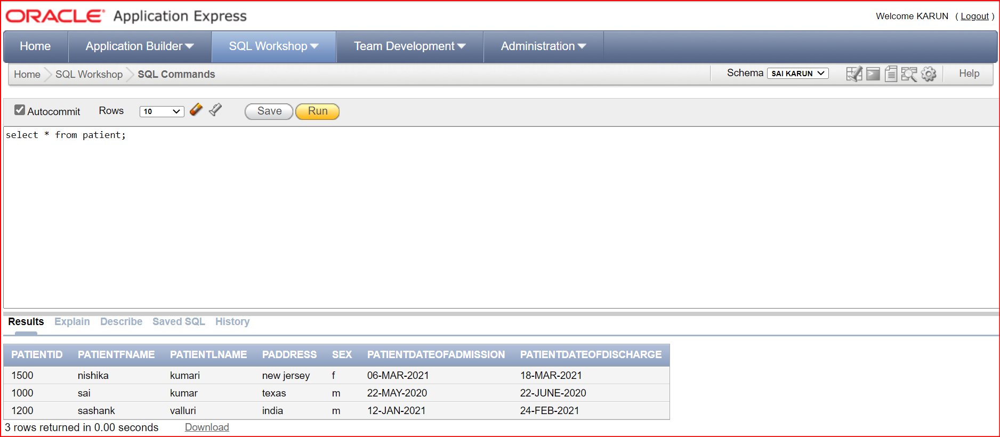 ORACLE Application Express
Welcome KARUN ( Logout )
Home Application Builder SQL Workshop Team Development Administration
Home SQL Workshop SQL Commands Schema SAI KARUN Help
Autocommit Rows 10 Save Run
select * from patient;
Results Explain Describe Saved SQL History
PATIENTID PATIENTFNAME PATIENTLNAME PADDRESS SEX PATIENTDATEOFADMISSION PATIENTDATEOFDISCHARGE
1500 nishika kumari new jersey f 06-MAR-2021 18-MAR-2021
1000 sai kumar texas m 22-MAY-2020 22-JUNE-2020
1200 sashank valluri india m 12-JAN-2021 24-FEB-2021
3 rows returned in 0.00 seconds Download